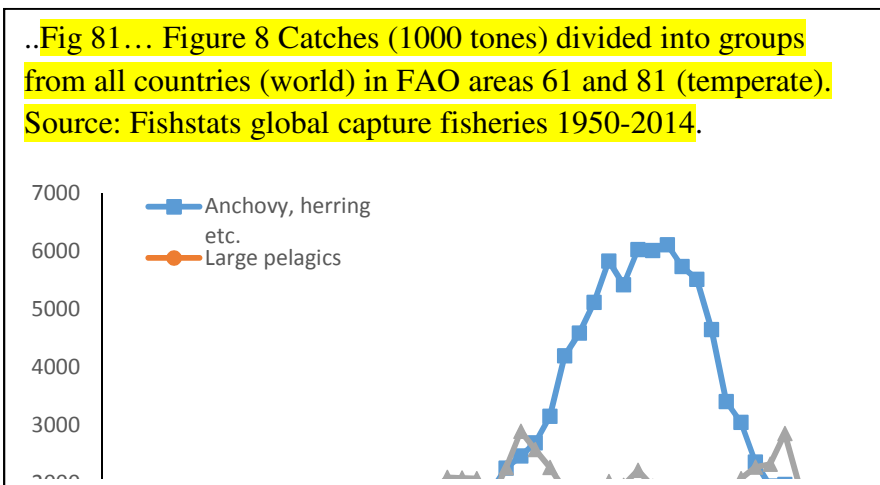 ..Fig 81… Figure 8 Catches (1000 tones) divided into groups
from all countries (world) in FAO areas 61 and 81 (temperate).
Source: Fishstats global capture fisheries 1950-2014.
7000
Anchovy, herring
etc.
6000
Large pelagics
5000
4000
3000